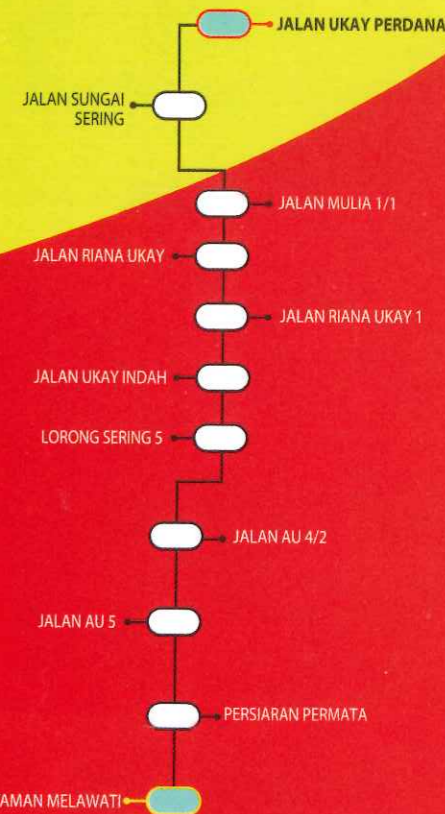 JALAN UKAY PERDANA
JALAN SUNGAI
SERING
JALAN MULIA 1/1
JALAN RIANA UKAY
JALAN RIANA UKAY 1
JALAN UKAY INDAH
LORONG SERING 5
JALAN AU 4/2
JALAN AU 5
PERSIARAN PERMATA
TAMAN MELAWATI